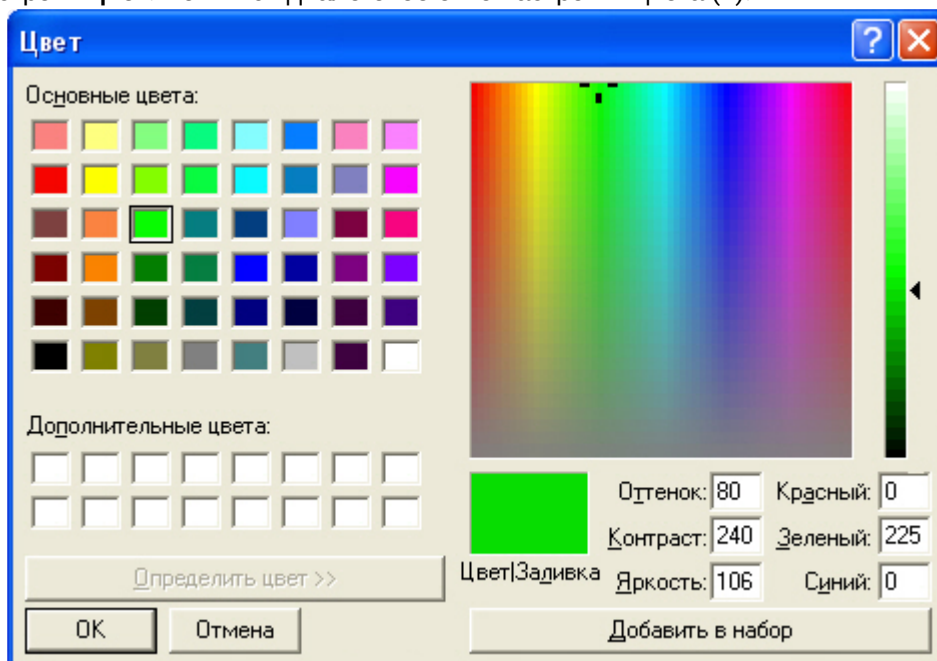 Цвет
Основные цвета:
Дополнительные цвета:
Определить цвет >>
OK Отмена
Цвет|Заливка
Оттенок: 80 Красный: 0
Контраст: 240 Зеленый: 225
Яркость: 106 Синий: 0
Добавить в набор